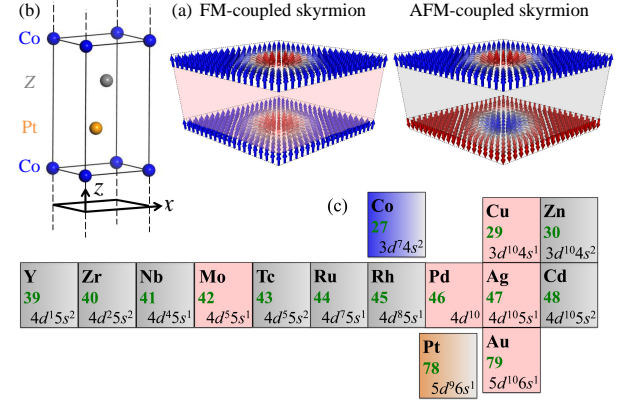 (b)
(a) FM-coupled skyrmion
AFM-coupled skyrmion
Co
Z
Pt
Co
z
x
(c)
Co
27
3d⁷4s²
Cu
29
3d¹⁰4s¹
Zn
30
3d¹⁰4s²
Y
39
4d¹5s²
Zr
40
4d²5s²
Nb
41
4d⁴5s¹
Mo
42
4d⁵5s¹
Tc
43
4d⁵5s²
Ru
44
4d⁷5s¹
Rh
45
4d⁸5s¹
Pd
46
4d¹⁰
Ag
47
4d¹⁰5s¹
Cd
48
4d¹⁰5s²
Pt
78
5d⁹6s¹
Au
79
5d¹⁰6s¹